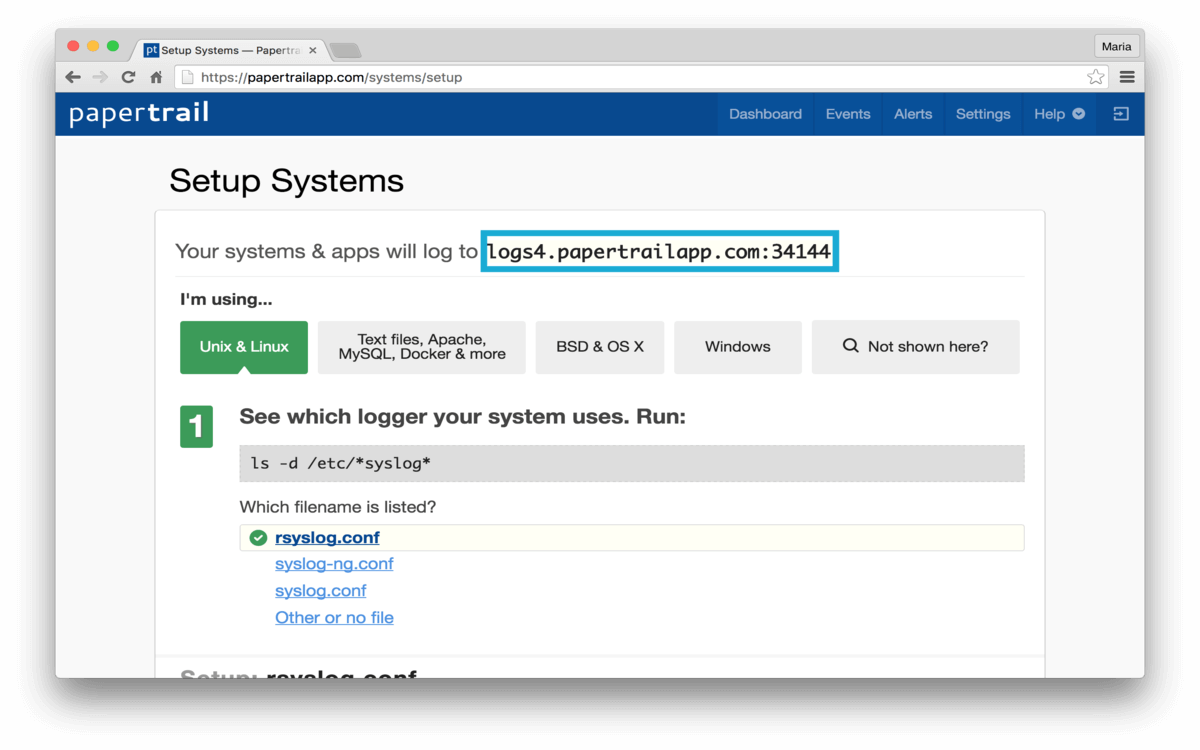 pt Setup Systems — Papertra
Maria
https://papertrailapp.com/systems/setup
papertrail
Dashboard Events Alerts Settings Help
Setup Systems
Your systems & apps will log to logs4.papertrailapp.com:34144
I'm using...
Unix & Linux
Text files, Apache,
MySQL, Docker & more
BSD & OS X
Windows
Not shown here?
1 See which logger your system uses. Run:
ls -d /etc/*syslog*
Which filename is listed?
rsyslog.conf
syslog-ng.conf
syslog.conf
Other or no file
Setup: rsyslog.conf